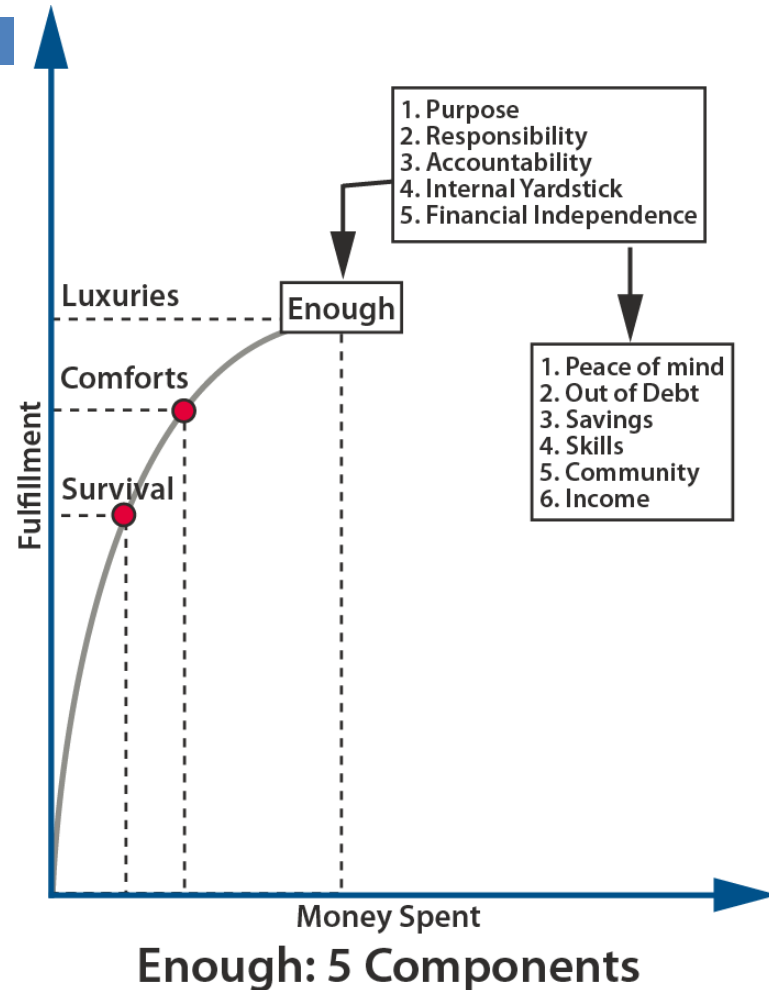 1. Purpose
2. Responsibility
3. Accountability
4. Internal Yardstick
5. Financial Independence
Luxuries
Enough
Comforts
1. Peace of mind
2. Out of Debt
3. Savings
4. Skills
5. Community
6. Income
Survival
Fulfillment
Money Spent
Enough: 5 Components